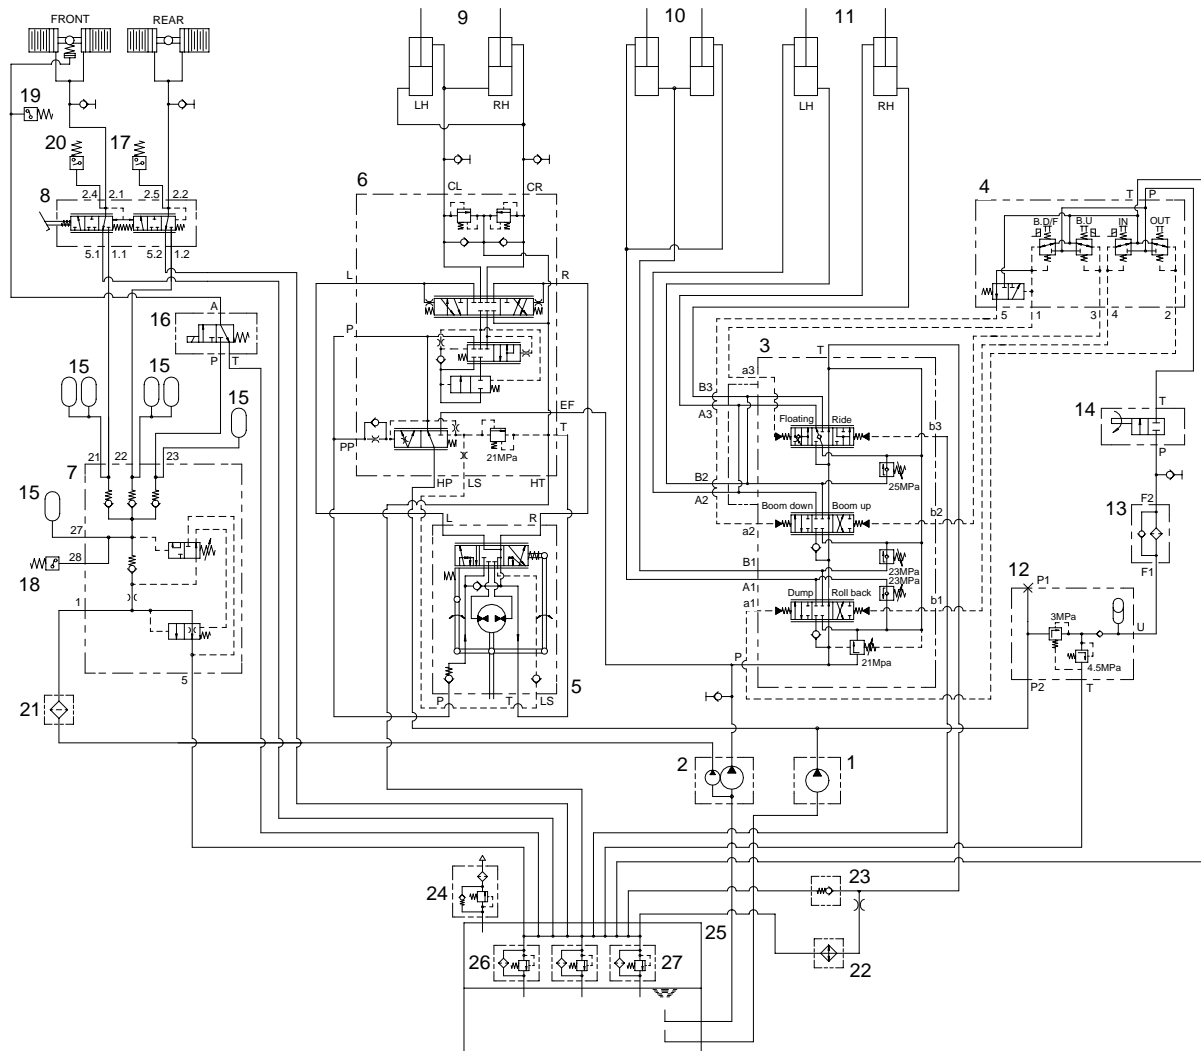 FRONT REAR
9 10 11
LH RH LH RH
19
20 17
8 2.4 2.1 2.5 2.2
5.1 1.1 5.2 1.2
6 CL CR
4 T P
B.D/F B.U IN OUT
5 1 3 4 2
L R
A
16
P T
P
15 15 15
3 T
a3
B3
A3
Floating Ride
b3
EF
T
PP
21MPa
HP LS HT
25MPa
14 T
P
21 22 23
7
15
27
28
18
B2
A2
Boom down Boom up
a2 b2
L R
23MPa
23MPa
B1
A1
a1
Dump Roll back
b1
21Mpa
P
F2
13
F1
12 P1
3MPa
U
4.5MPa
P2 T
1
5
21
P T LS
5
2 1
24
23
25
26 27
22